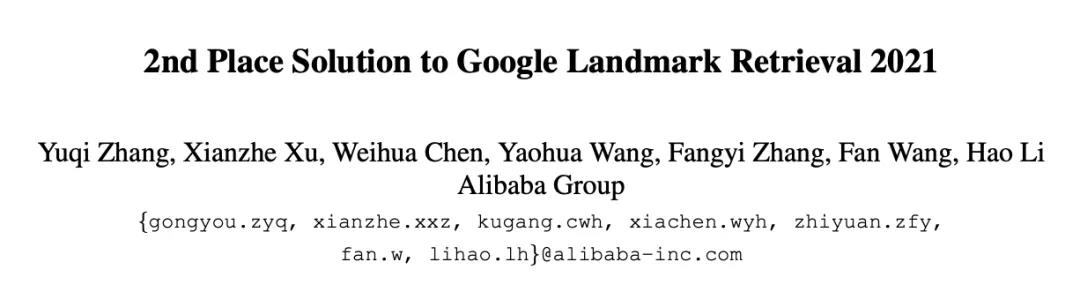 2nd Place Solution to Google Landmark Retrieval 2021
Yuqi Zhang, Xianzhe Xu, Weihua Chen, Yaohua Wang, Fangyi Zhang, Fan Wang, Hao Li
Alibaba Group
{gongyou.zyq, xianzhe.xxz, kugang.cwh, xiachen.wyh, zhiyuan.zfy,
fan.w, lihao.lh}@alibaba-inc.com